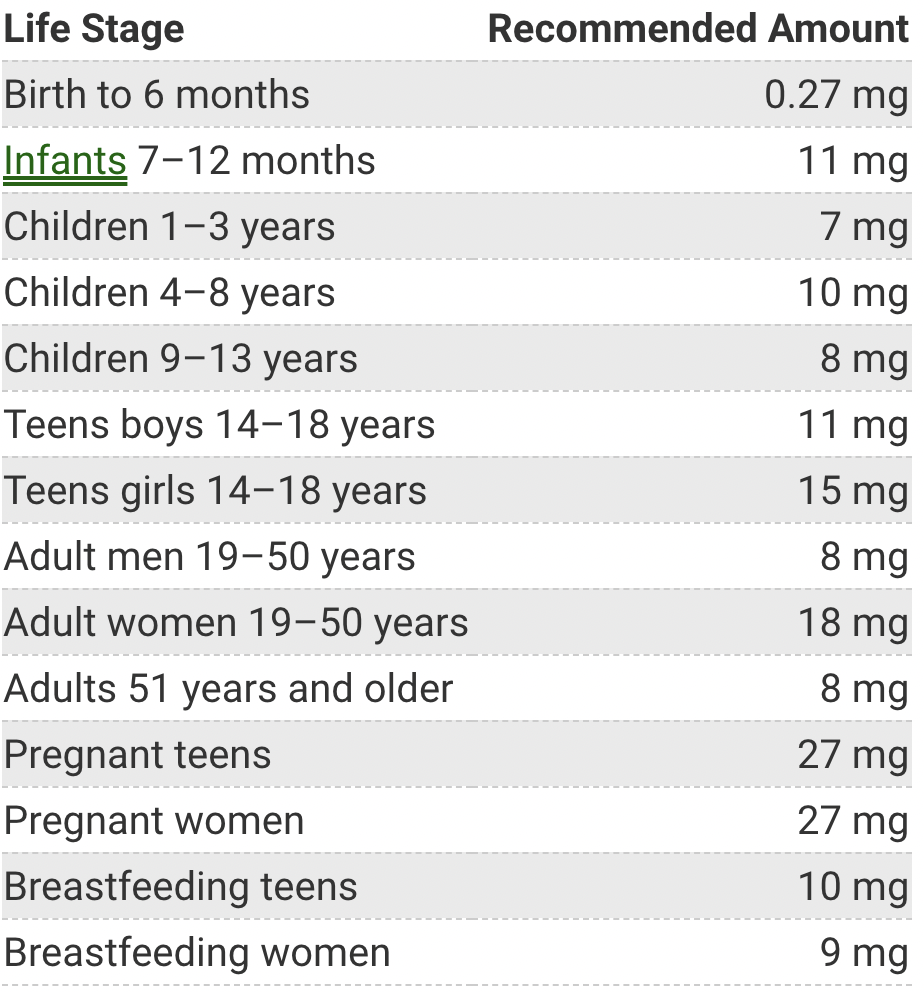 Life Stage Recommended Amount
Birth to 6 months 0.27 mg
Infants 7–12 months 11 mg
Children 1–3 years 7 mg
Children 4–8 years 10 mg
Children 9–13 years 8 mg
Teens boys 14–18 years 11 mg
Teens girls 14–18 years 15 mg
Adult men 19–50 years 8 mg
Adult women 19–50 years 18 mg
Adults 51 years and older 8 mg
Pregnant teens 27 mg
Pregnant women 27 mg
Breastfeeding teens 10 mg
Breastfeeding women 9 mg